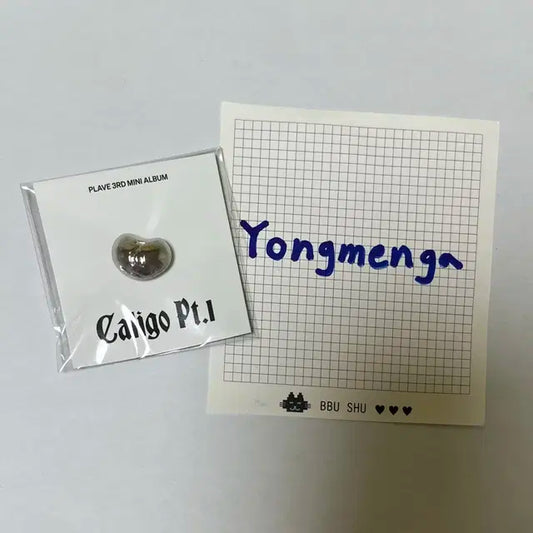 PLAVE 3RD MINI ALBUM
Caligo Pt.1
Yongmenga
BBU SHU ♥♥♥